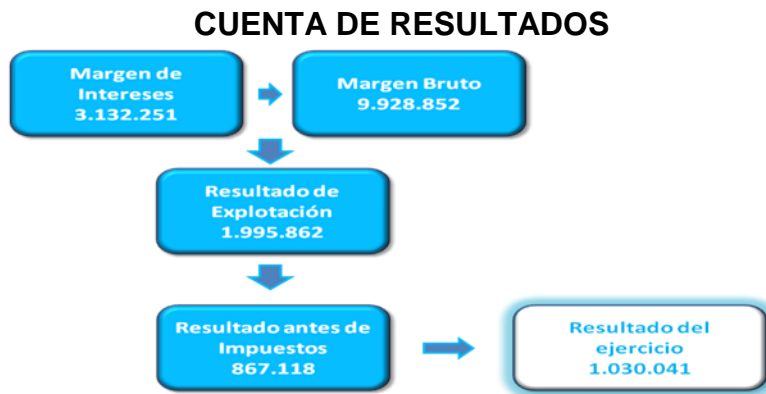 CUENTA DE RESULTADOS
Margen de
Intereses
3.132.251
Margen Bruto
9.928.852
Resultado de
Explotación
1.995.862
Resultado antes de
Impuestos
867.118
Resultado del
ejercicio
1.030.041